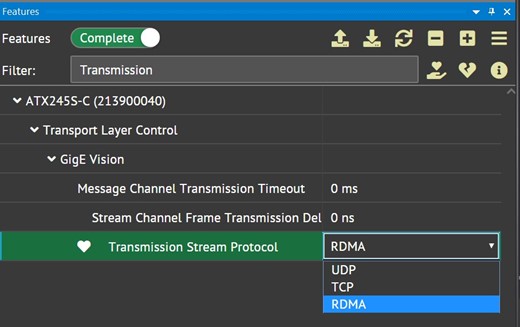 Features
Features Complete
Filter: Transmission
ATX245S-C (213900040)
Transport Layer Control
GigE Vision
Message Channel Transmission Timeout 0 ms
Stream Channel Frame Transmission Del 0 ns
Transmission Stream Protocol RDMA
UDP
TCP
RDMA